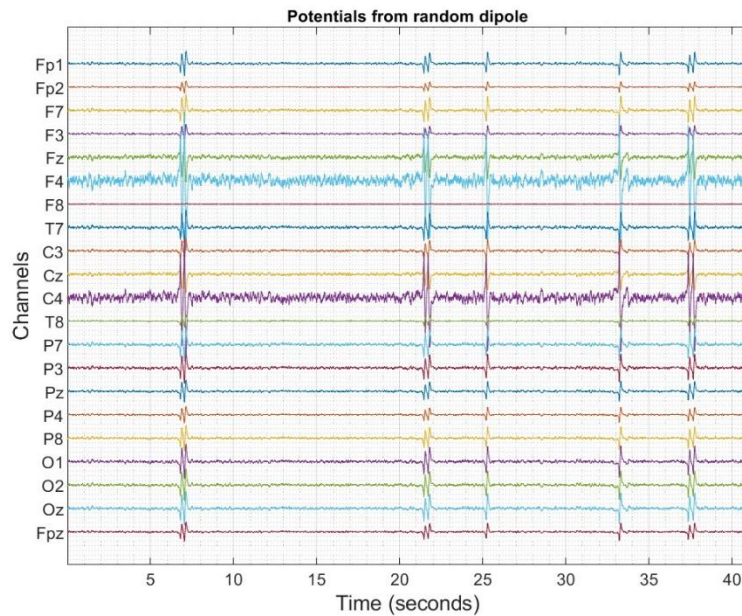 Potentials from random dipole
Channels
Fp1
Fp2
F7
F3
Fz
F4
F8
T7
C3
Cz
C4
T8
P7
P3
Pz
P4
P8
O1
O2
Oz
Fpz
5 10 15 20 25 30 35 40
Time (seconds)